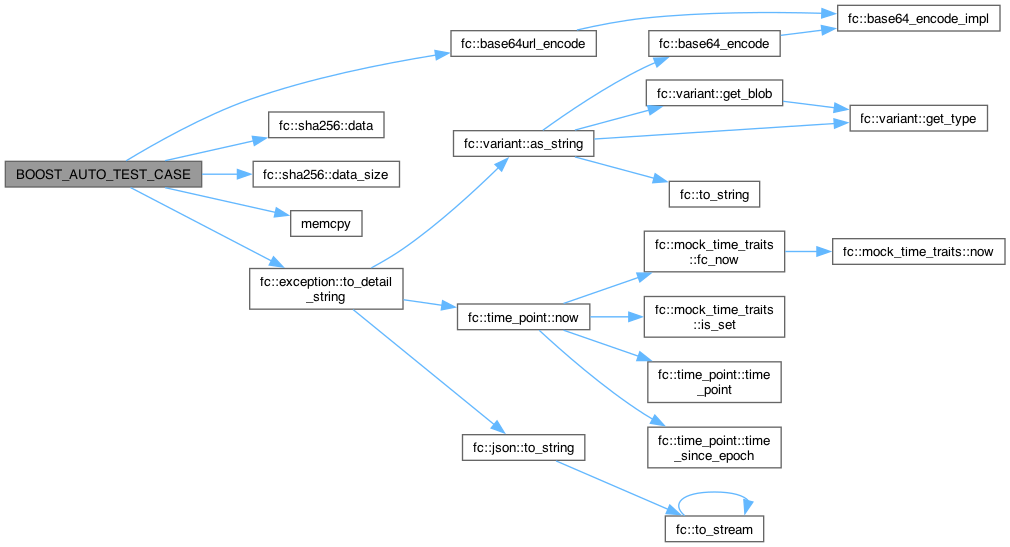 fc::base64_encode_impl
fc::base64url_encode
fc::base64_encode
fc::variant::get_blob
fc::sha256::data
fc::variant::get_type
fc::variant::as_string
BOOST_AUTO_TEST_CASE
fc::sha256::data_size
fc::to_string
memcpy
fc::mock_time_traits
::fc_now
fc::mock_time_traits::now
fc::exception::to_detail
_string
fc::time_point::now
fc::mock_time_traits
::is_set
fc::time_point::time
_point
fc::json::to_string
fc::time_point::time
_since_epoch
fc::to_stream